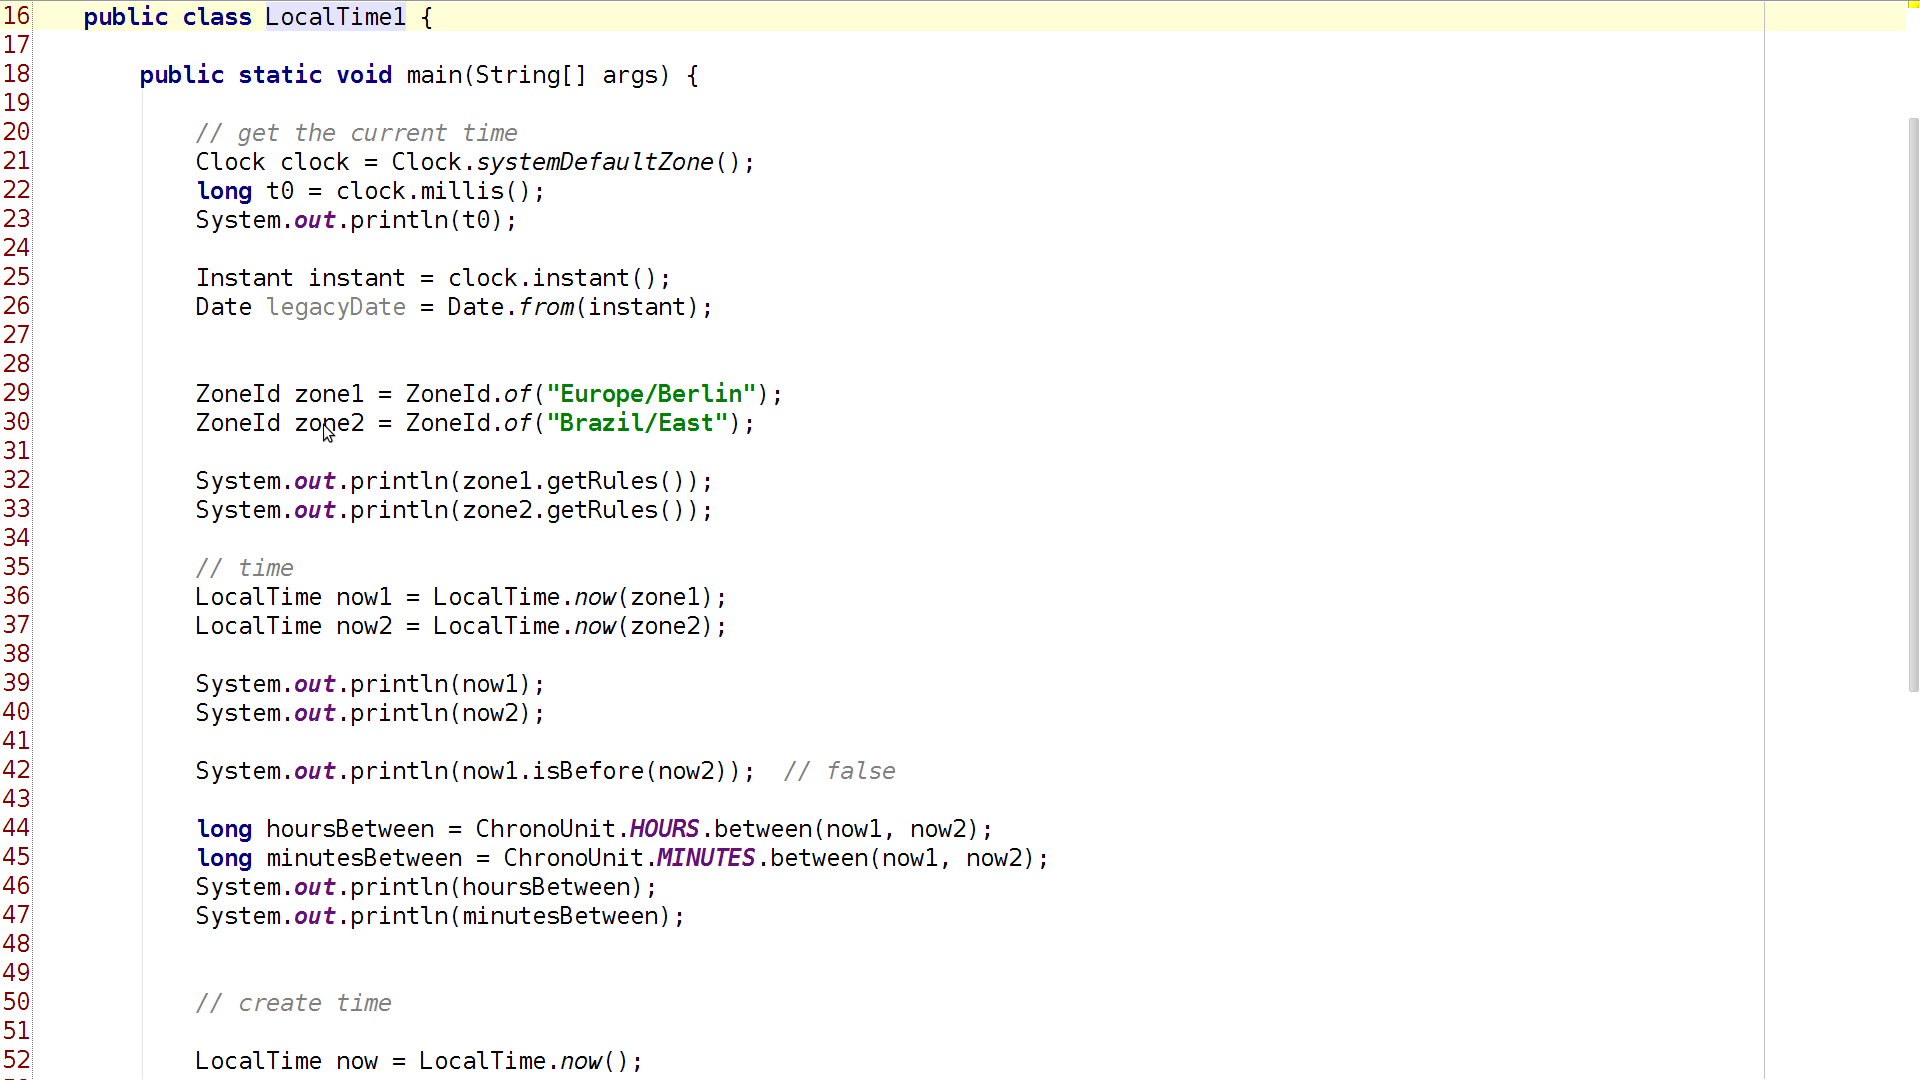 16 public class LocalTime1 {
17
18 public static void main(String[] args) {
19
20 // get the current time
21 Clock clock = Clock.systemDefaultZone();
22 long t0 = clock.millis();
23 System.out.println(t0);
24
25 Instant instant = clock.instant();
26 Date legacyDate = Date.from(instant);
27
28
29 ZoneId zone1 = ZoneId.of("Europe/Berlin");
30 ZoneId zone2 = ZoneId.of("Brazil/East");
31
32 System.out.println(zone1.getRules());
33 System.out.println(zone2.getRules());
34
35 // time
36 LocalTime now1 = LocalTime.now(zone1);
37 LocalTime now2 = LocalTime.now(zone2);
38
39 System.out.println(now1);
40 System.out.println(now2);
41
42 System.out.println(now1.isBefore(now2));  // false
43
44 long hoursBetween = ChronoUnit.HOURS.between(now1, now2);
45 long minutesBetween = ChronoUnit.MINUTES.between(now1, now2);
46 System.out.println(hoursBetween);
47 System.out.println(minutesBetween);
48
49
50 // create time
51
52 LocalTime now = LocalTime.now();